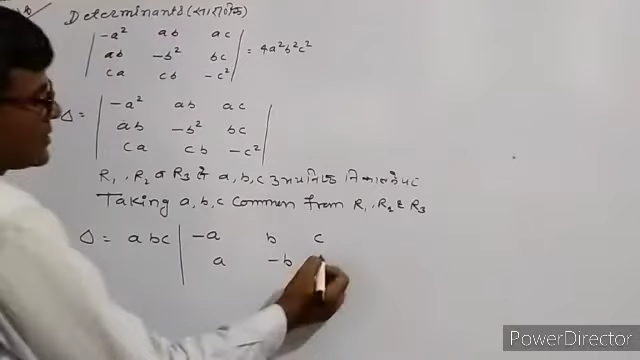 Determinants (सारणिक)
| -a² ab ac |
| ab -b² bc | = 4a²b²c²
| ca cb -c² |
Δ = | -a² ab ac |
| ab -b² bc |
| ca cb -c² |
R₁, R₂ व R₃ से a, b, c उभयनिष्ठ निकालने पर
Taking a, b, c common from R₁, R₂ & R₃
Δ = abc | -a b c
| a -b
PowerDirector